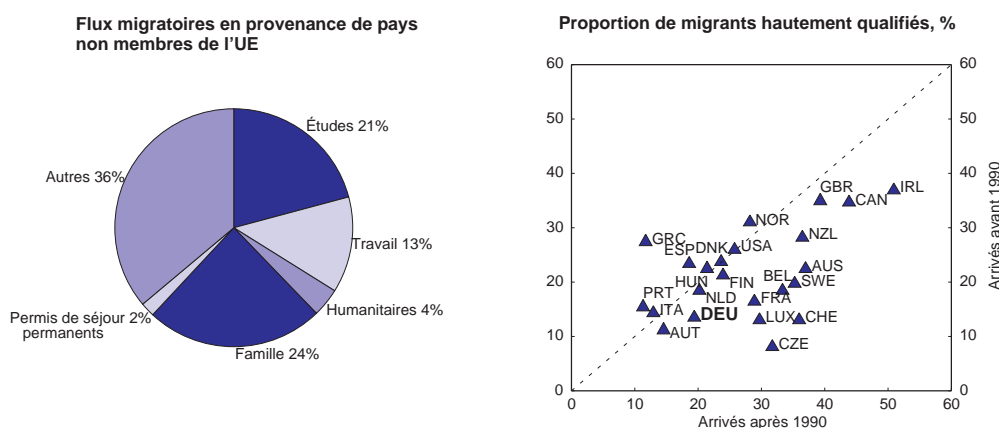 Flux migratoires en provenance de pays
non membres de l'UE
Études 21%
Autres 36%
Travail 13%
Humanitaires 4%
Permis de séjour 2%
permanents
Famille 24%
Proportion de migrants hautement qualifiés, %
60
60
50
50
40
40
30
30
20
20
10
10
0
0
0
10
20
30
40
50
60
GBR
IRL
CAN
NOR
NZL
GRC
ESP
DNK
USA
HUN
FIN
BEL
AUS
SWE
PRT
ITA
NLD
FRA
DEU
LUX
CHE
AUT
CZE
Arrivés avant 1990
Arrivés après 1990